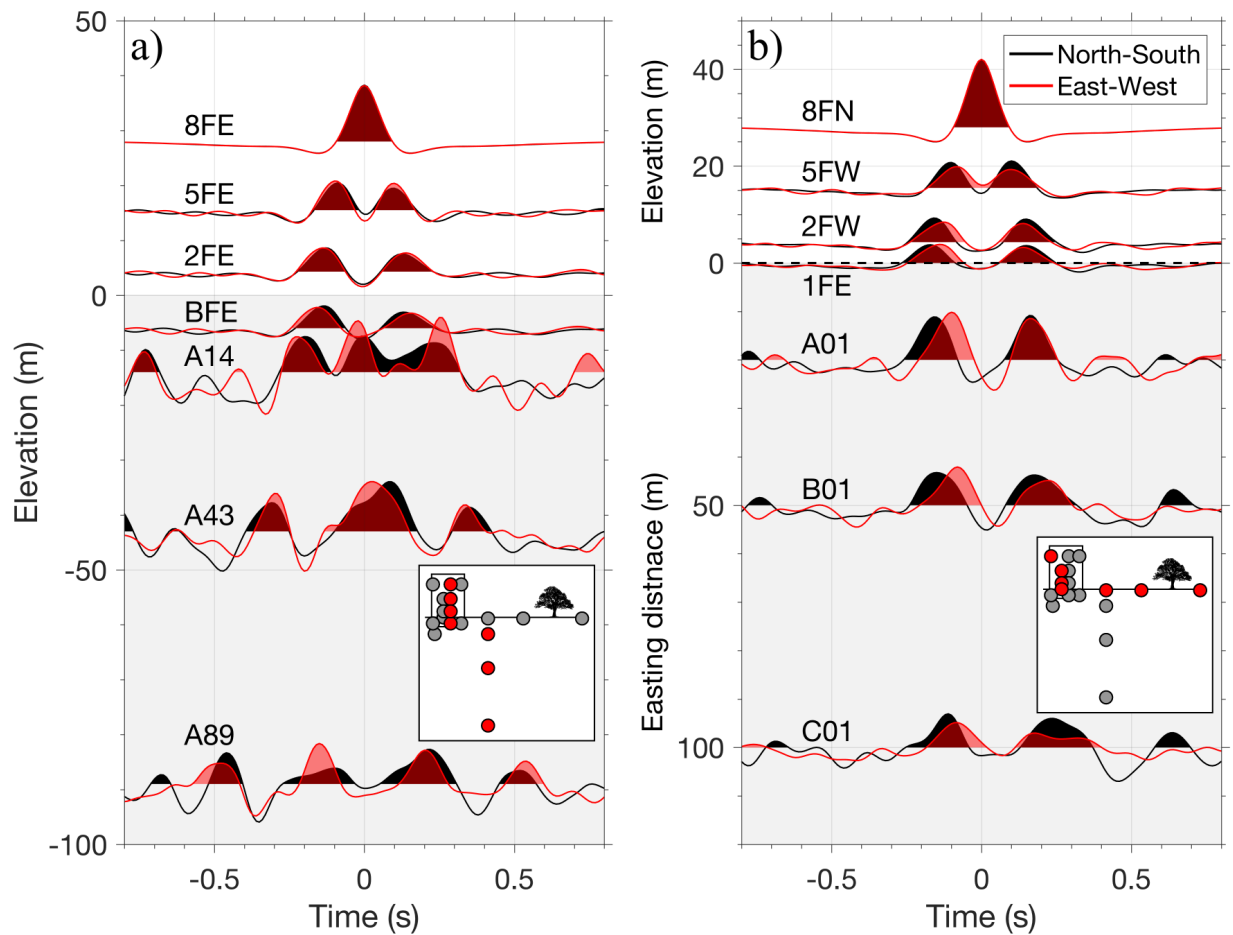 a)
50
0
-50
-100
Elevation (m)
8FE
5FE
2FE
BFE
A14
A43
A89
-0.5
0
0.5
Time (s)
b)
North-South
East-West
40
20
0
50
100
Elevation (m)
Easting distnace (m)
8FN
5FW
2FW
1FE
A01
B01
C01
-0.5
0
0.5
Time (s)